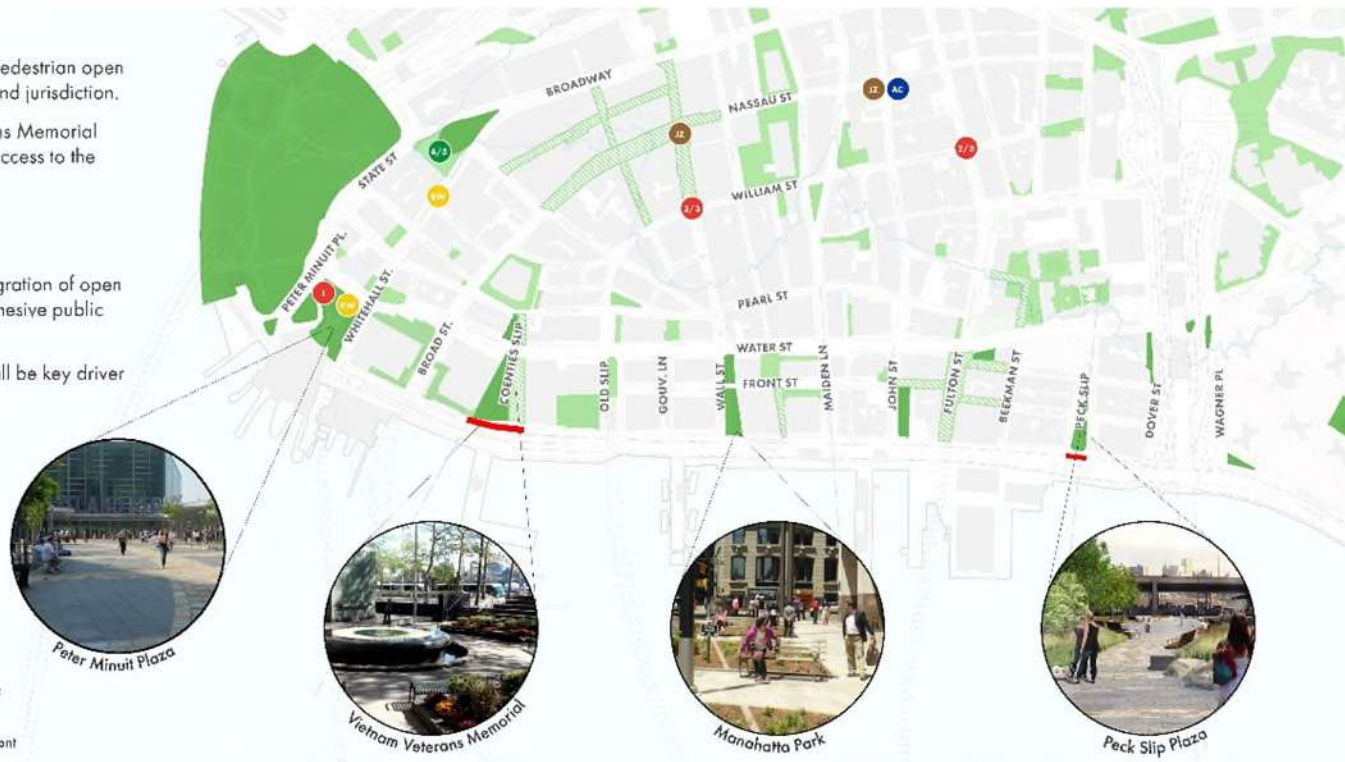 edestrian open
nd jurisdiction.
s Memorial
ccess to the
gration of open
hesive public
ll be key driver
BROADWAY
NASSAU ST
JZ
AC
JZ
2/3
4/5
STATE ST
RW
WILLIAM ST
2/3
PETER MINUIT PL.
1
RW
WHITEHALL ST.
PEARL ST
BROAD ST.
COENTIES SLIP
WATER ST
OLD SLIP
GOUV. LN
WALL ST
FRONT ST
MAIDEN LN
JOHN ST
FULTON ST
BEEKMAN ST
PECK SLIP
DOVER ST
WAGNER PL
Peter Minuit Plaza
Vietnam Veterans Memorial
Manahatta Park
Peck Slip Plaza